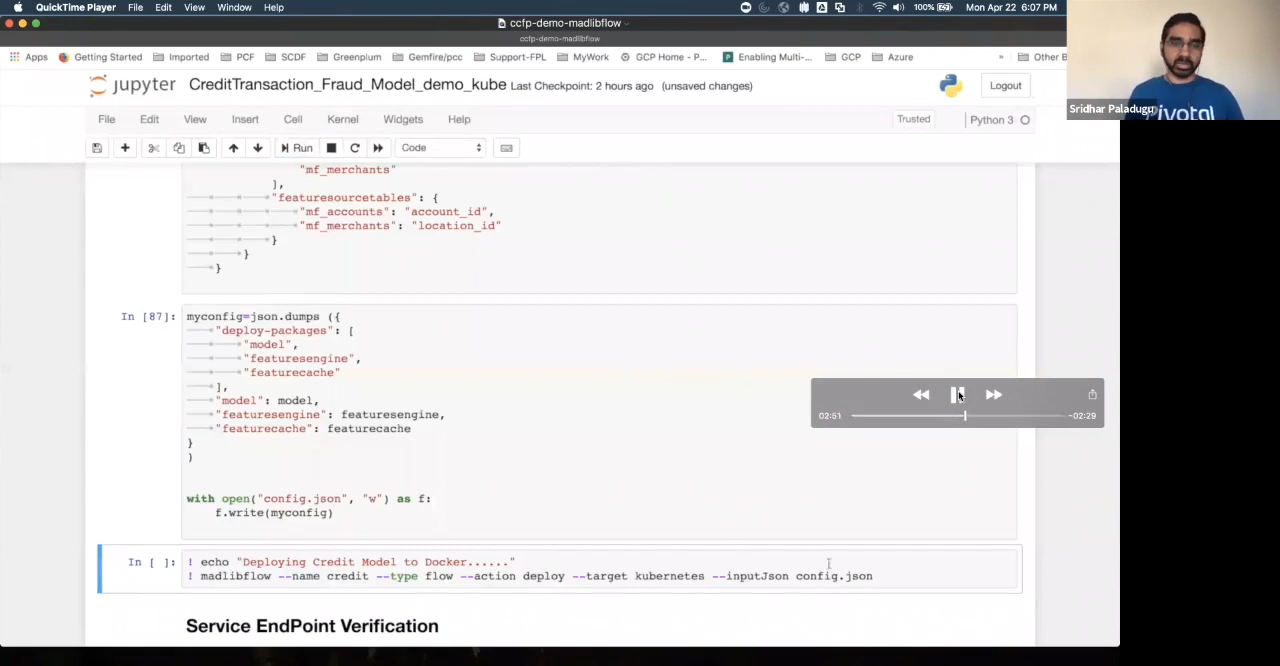 QuickTime Player File Edit View Window Help 100% Mon Apr 22 6:07 PM
ccfp-demo-madlibflow
ccfp-demo-madlibflow
Apps Getting Started Imported PCF SCDF Greenplum Gemfire/pcc Support-FPL MyWork GCP Home - P... Enabling Multi-... GCP Azure » Other B
jupyter CreditTransaction_Fraud_Model_demo_kube Last Checkpoint: 2 hours ago (unsaved changes) Logout
Sridhar Paladugu
Pivotal
File Edit View Insert Cell Kernel Widgets Help Trusted Python 3
Run Code
"mf_merchants"
],
"featuresourcetables": {
"mf_accounts": "account_id",
"mf_merchants": "location_id"
}
}
}
In [87]: myconfig=json.dumps ({
"deploy-packages": [
"model",
"featuresengine",
"featurecache"
],
"model": model,
"featuresengine": featuresengine,
"featurecache": featurecache
}
)
with open("config.json", "w") as f:
f.write(myconfig)
02:51 -02:29
In [ ]: ! echo "Deploying Credit Model to Docker......"
! madlibflow --name credit --type flow --action deploy --target kubernetes --inputJson config.json
Service EndPoint Verification